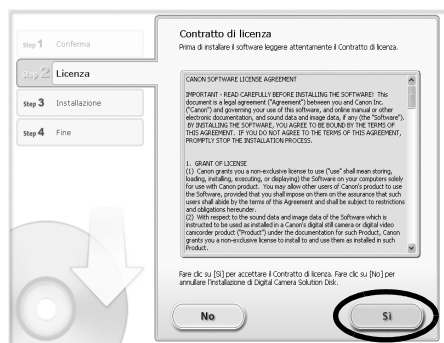 Contratto di licenza
Prima di installare il software leggere attentamente il Contratto di licenza.
Step 1 Conferma
Step 2 Licenza
Step 3 Installazione
Step 4 Fine
CANON SOFTWARE LICENSE AGREEMENT
IMPORTANT - READ CAREFULLY BEFORE INSTALLING THE SOFTWARE! This
document is a legal agreement ("Agreement") between you and Canon Inc.
("Canon") and governing your use of Canon's software, and online manual or other
electronic documentation, and sound data and image data, if any (the "Software").
BY INSTALLING THE SOFTWARE, YOU AGREE TO BE BOUND BY THE TERMS OF
THIS AGREEMENT. IF YOU DO NOT AGREE TO THE TERMS OF THIS AGREEMENT,
PROMPTLY STOP THE INSTALLATION PROCESS.
1. GRANT OF LICENSE
(1) Canon grants you a non-exclusive license to use ("use" shall mean storing,
loading, installing, executing, or displaying) the Software on your computers solely
for use with Canon product. You may allow other users of Canon's product to use
the Software, provided that you shall impose on them on the assurance that such
users shall abide by the terms of this Agreement and shall be subject to restrictions
and obligations hereunder.
(2) With respect to the sound data and image data of the Software which is
instructed to be used as installed in a Canon's digital still camera or digital video
camcorder product ("Product") under the documentation for such Product, Canon
grants you a non-exclusive license to install to and use them as installed in such
Product.
Fare clic su [Sì] per accettare il Contratto di licenza. Fare clic su [No] per
annullare l'installazione di Digital Camera Solution Disk.
No
Sì